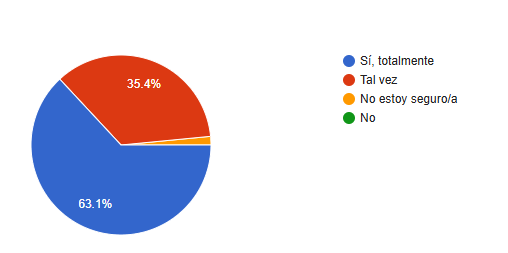 35.4%
63.1%
Sí, totalmente
Tal vez
No estoy seguro/a
No